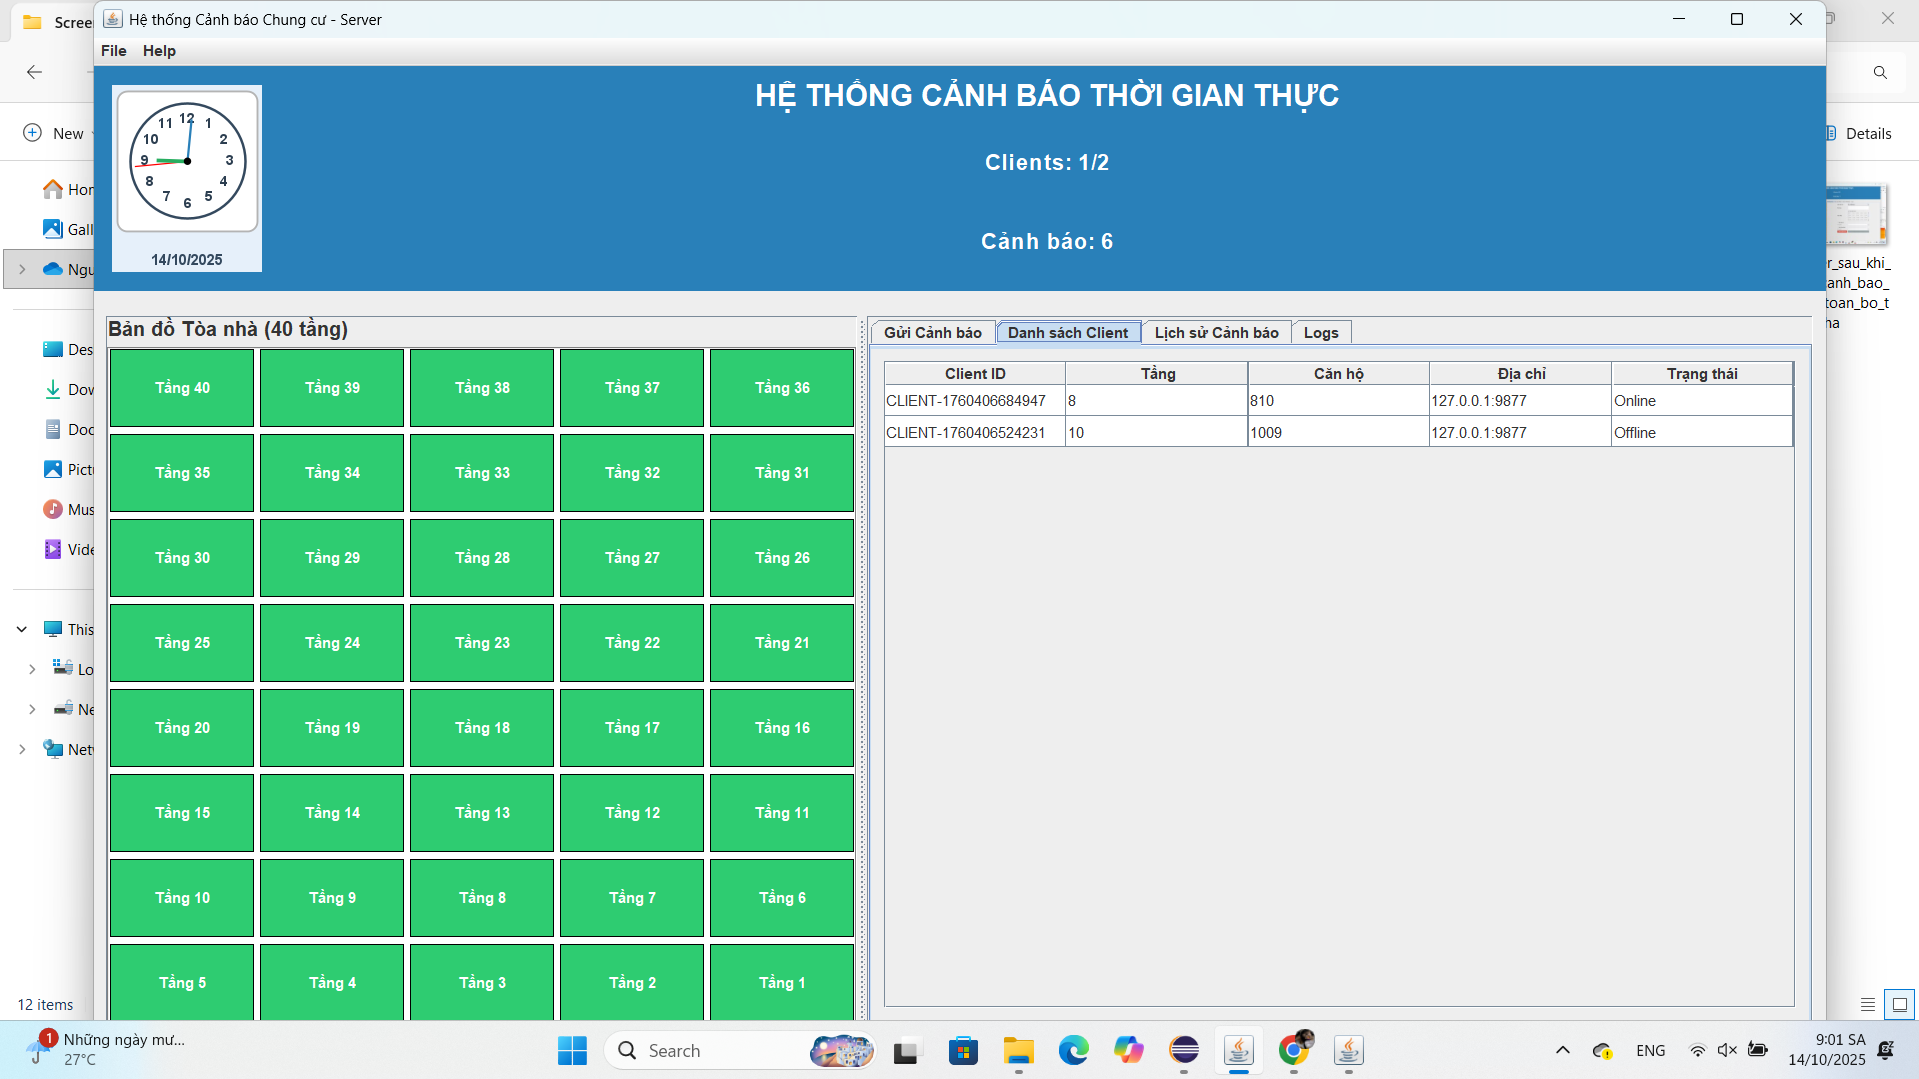 Hệ thống Cảnh báo Chung cư - Server
File Help
12
1
2
3
4
5
6
7
8
9
10
11
14/10/2025
HỆ THỐNG CẢNH BÁO THỜI GIAN THỰC
Clients: 1/2
Cảnh báo: 6
Bản đồ Tòa nhà (40 tầng)
Tầng 40 Tầng 39 Tầng 38 Tầng 37 Tầng 36
Tầng 35 Tầng 34 Tầng 33 Tầng 32 Tầng 31
Tầng 30 Tầng 29 Tầng 28 Tầng 27 Tầng 26
Tầng 25 Tầng 24 Tầng 23 Tầng 22 Tầng 21
Tầng 20 Tầng 19 Tầng 18 Tầng 17 Tầng 16
Tầng 15 Tầng 14 Tầng 13 Tầng 12 Tầng 11
Tầng 10 Tầng 9 Tầng 8 Tầng 7 Tầng 6
Tầng 5 Tầng 4 Tầng 3 Tầng 2 Tầng 1
Gửi Cảnh báo Danh sách Client Lịch sử Cảnh báo Logs
Client ID Tầng Căn hộ Địa chỉ Trạng thái
CLIENT-1760406684947 8 810 127.0.0.1:9877 Online
CLIENT-1760406524231 10 1009 127.0.0.1:9877 Offline
Scree
New
Hor
Gall
Ngu
Des
Dow
Doc
Pictu
Mus
Vide
This
Lo
Ne
Netw
12 items
Details
r_sau_khi_
anh_bao_
toan_bo_t
ha
1
Những ngày mư...
27°C
Search
ENG
9:01 SA
14/10/2025